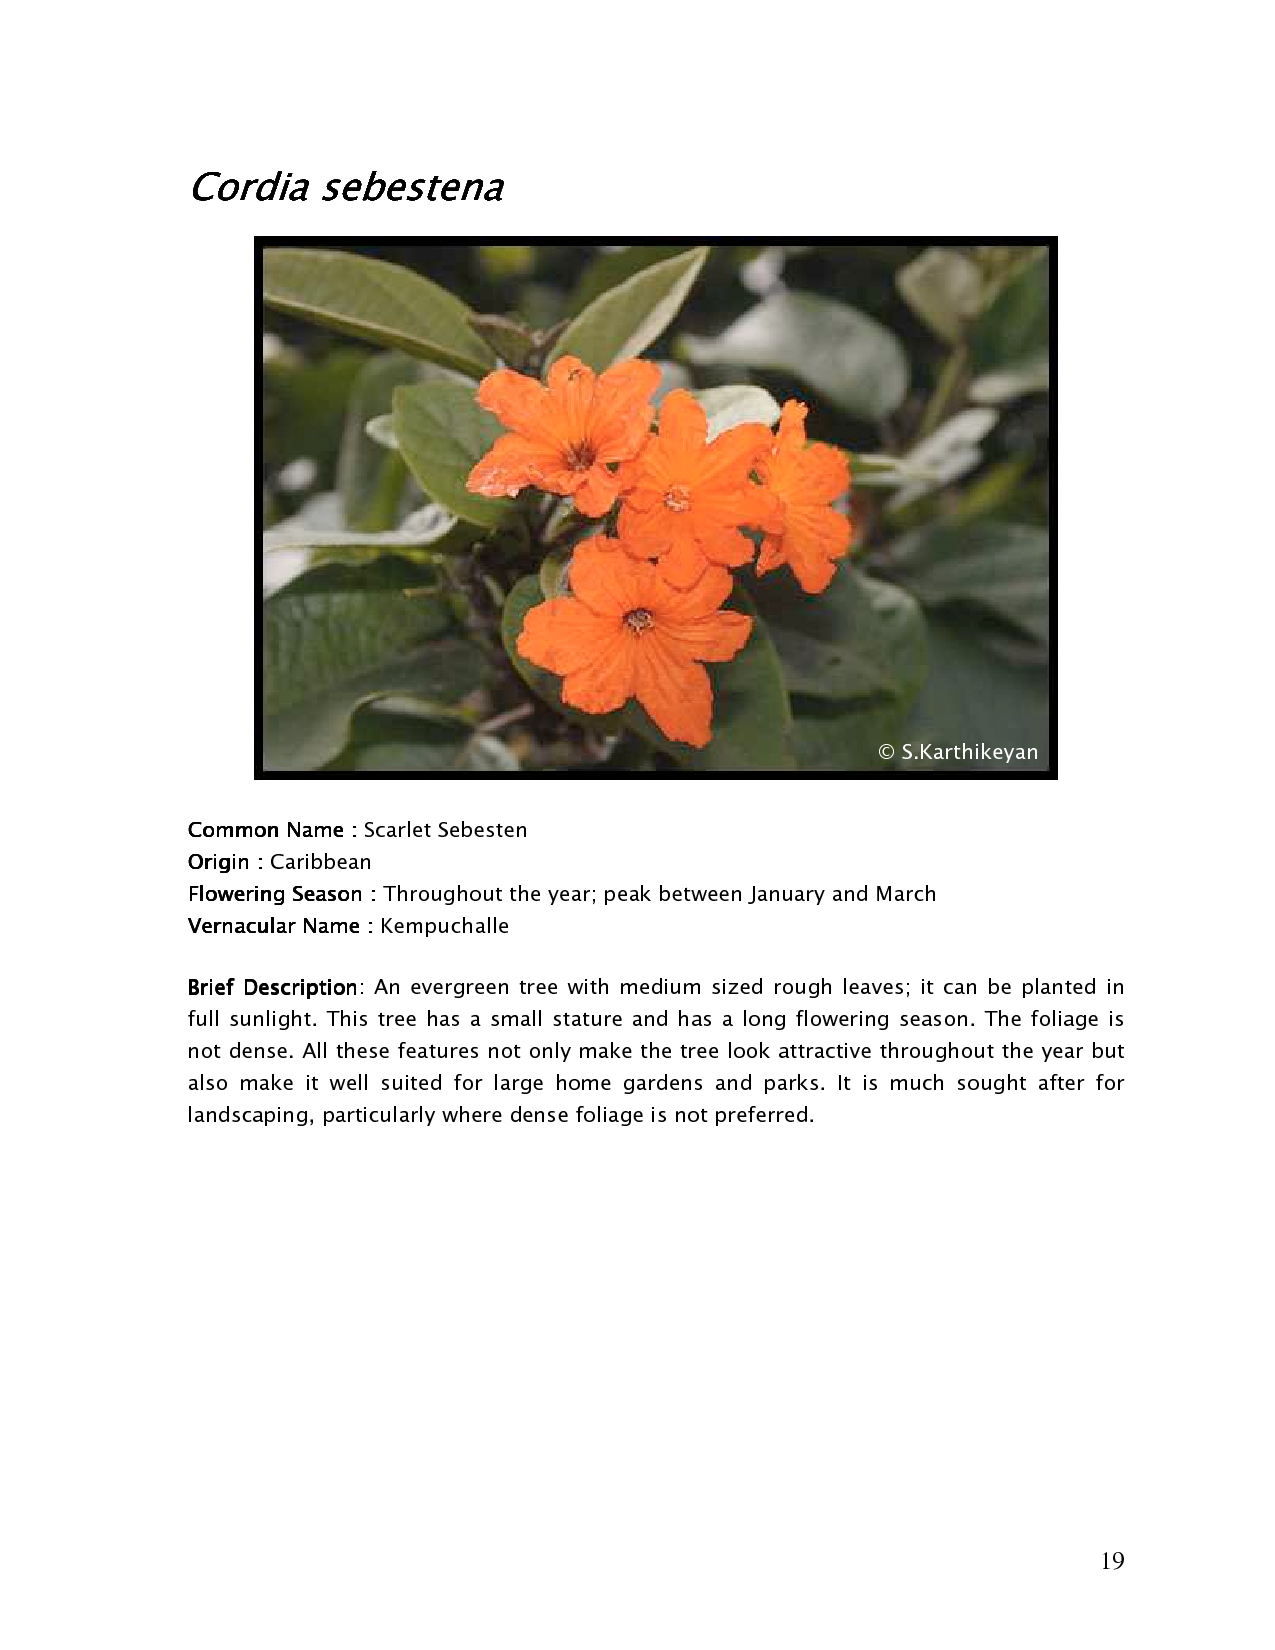 Cordia sebestena
© S.Karthikeyan
Common Name : Scarlet Sebesten
Origin : Caribbean
Flowering Season : Throughout the year; peak between January and March
Vernacular Name : Kempuchalle
Brief Description: An evergreen tree with medium sized rough leaves; it can be planted in
full sunlight. This tree has a small stature and has a long flowering season. The foliage is
not dense. All these features not only make the tree look attractive throughout the year but
also make it well suited for large home gardens and parks. It is much sought after for
landscaping, particularly where dense foliage is not preferred.
19